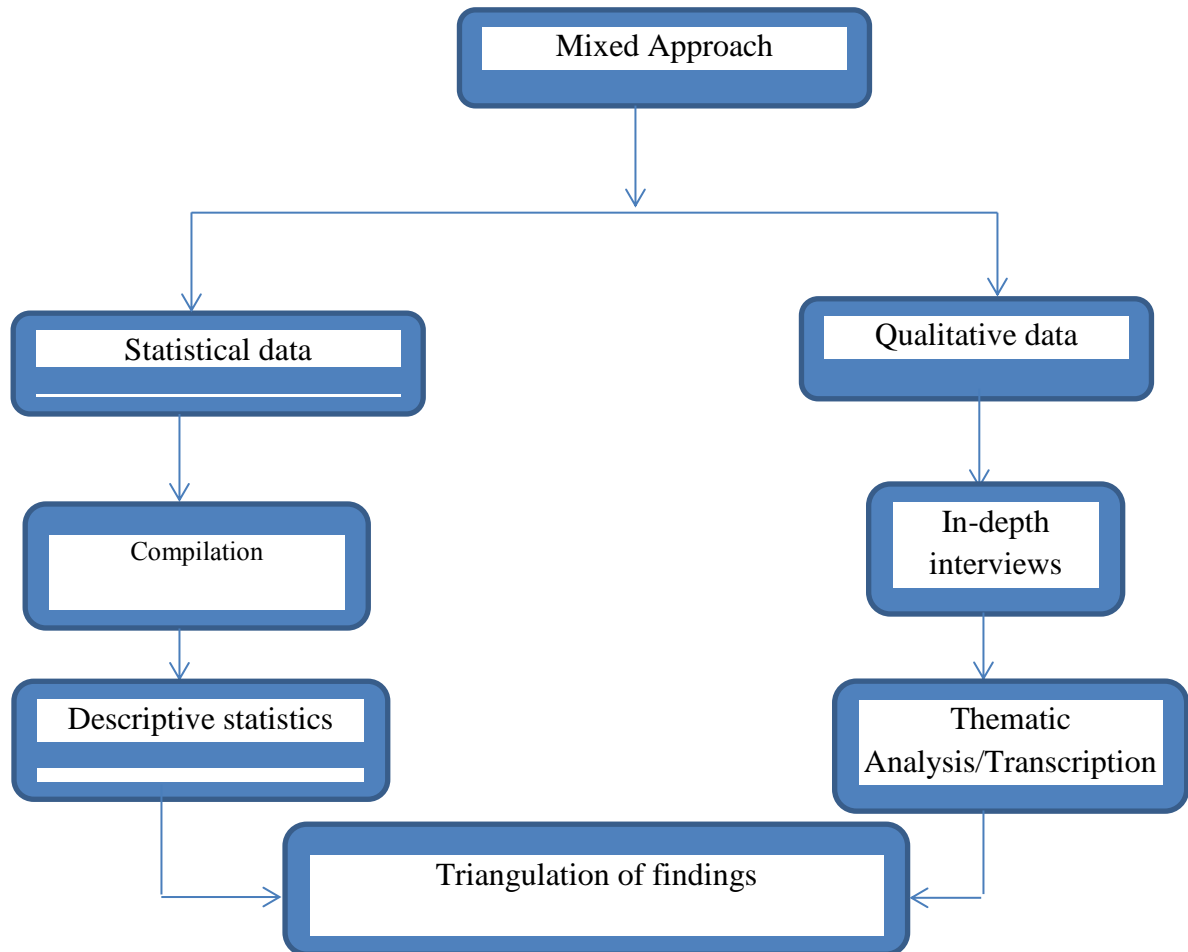 Mixed Approach
Statistical data
Qualitative data
Compilation
In-depth
interviews
Descriptive statistics
Thematic
Analysis/Transcription
Triangulation of findings